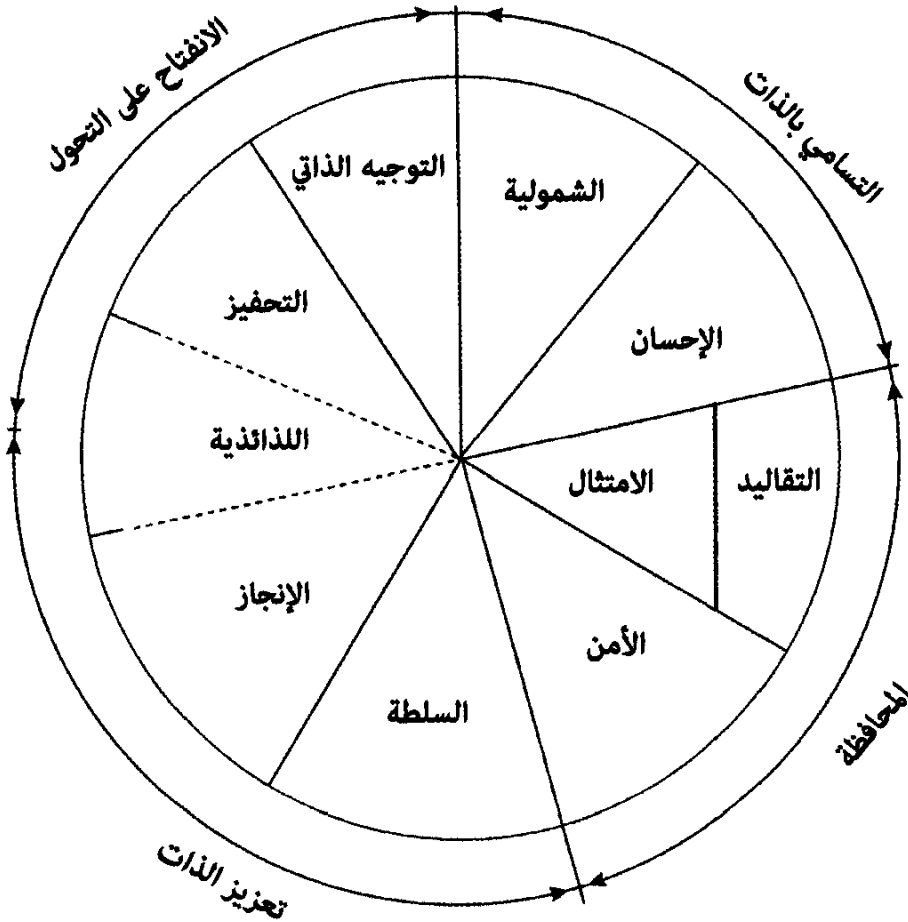 الانفتاح على التحول
التسامي بالذات
التوجيه الذاتي
الشمولية
التحفيز
الإحسان
اللذائذية
الامتثال
التقاليد
الإنجاز
الأمن
السلطة
المحافظة
تعزيز الذات